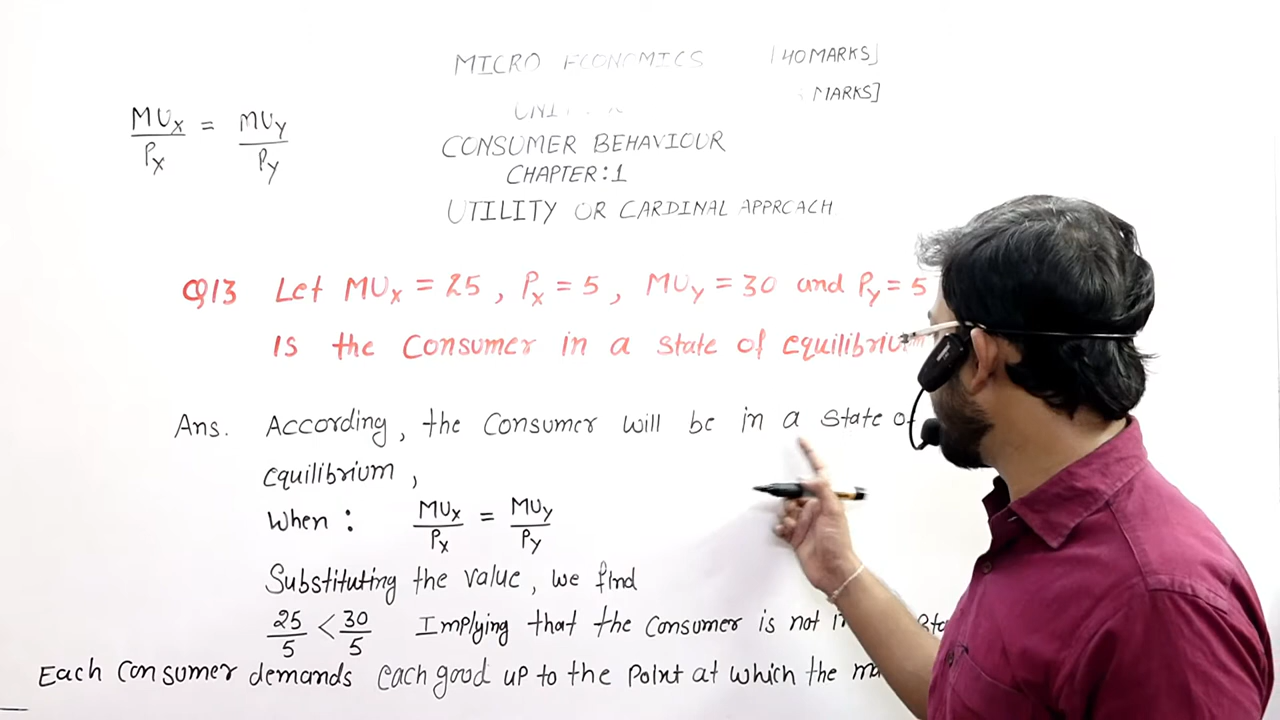 MICRO ECONOMICS [40 MARKS]
MARKS]
MUx/Px = MUy/Py
CONSUMER BEHAVIOUR
CHAPTER:1
UTILITY OR CARDINAL APPRCACH
Q13 Let MUx = 25, Px = 5, MUy = 30 and Py = 5
Is the Consumer in a state of equilibrium
Ans. According, the Consumer will be in a State of
equilibrium,
When: MUx/Px = MUy/Py
Substituting the value, we find
25/5 < 30/5 Implying that the Consumer is not
Each Consumer demands each good up to the Point at which the